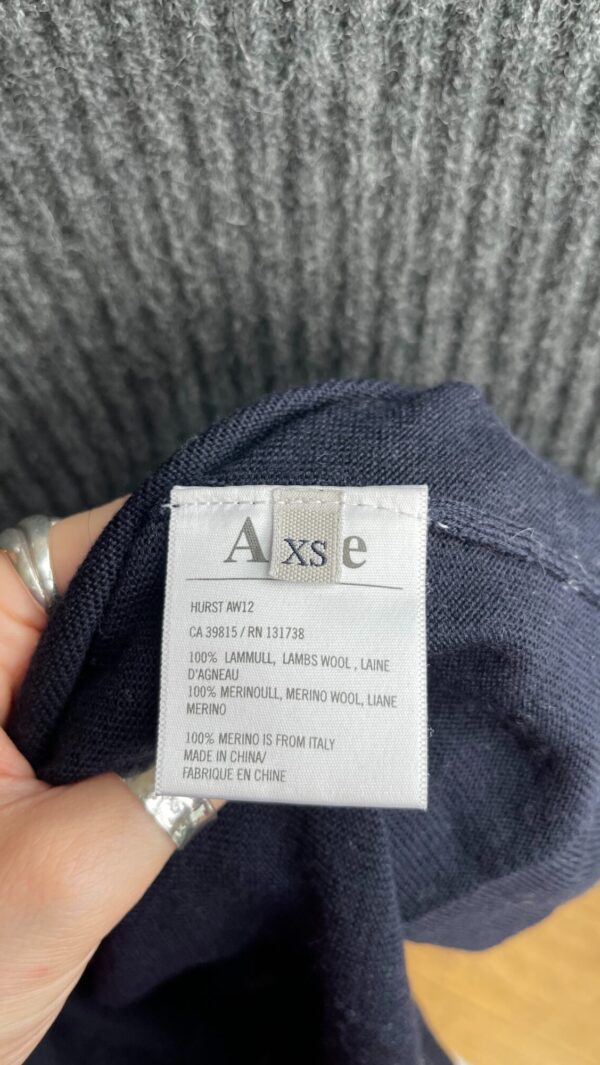 XS
HURST AW12
CA 39815 / RN 131738
100% LAMMULL, LAMBS WOOL , LAINE
D'AGNEAU
100% MERINOULL, MERINO WOOL, LIANE
MERINO
100% MERINO IS FROM ITALY
MADE IN CHINA/
FABRIQUE EN CHINE